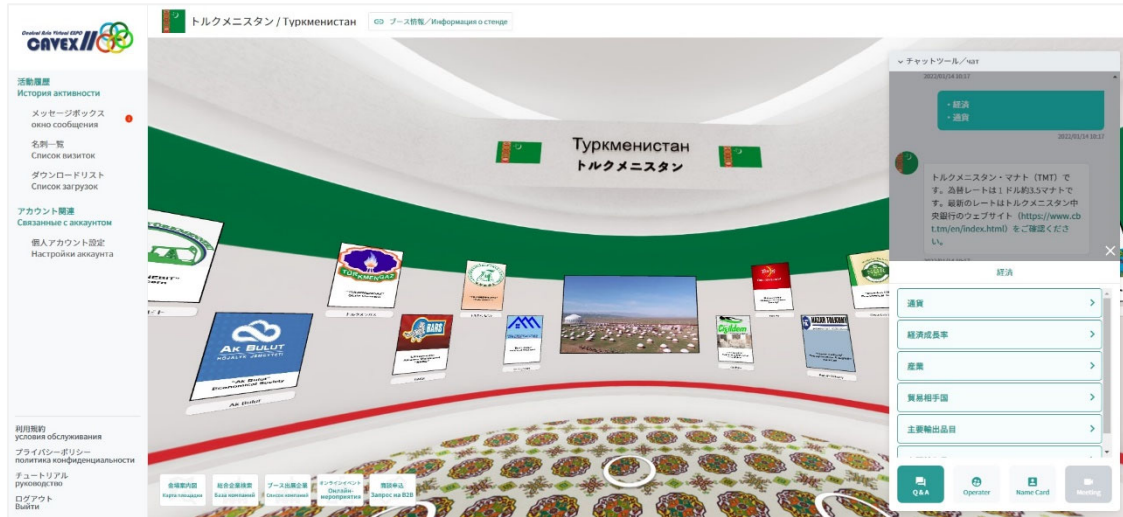 Central Asia Virtual EXPO
CAVEX//
トルクメニスタン / Туркменистан
ブース情報／Информация о стенде
活動履歴
История активности
メッセージボックス
окно сообщения
名刺一覧
Список визиток
ダウンロードリスト
Список загрузок
アカウント関連
Связанные с аккаунтом
個人アカウント設定
Настройки аккаунта
利用規約
условия обслуживания
プライバシーポリシー
политика конфиденциальности
チュートリアル
руководство
ログアウト
Выйти
Туркменистан
トルクメニスタン
TÜRKMENGAZ
AK BULUT
HOJALYK JEMGYÝETI
"Ak Bulut"
Economical Society
Ak Bulut
BARS
HAZAR BALYK
会場案内図
Карта площадки
総合企業検索
База компаний
ブース出展企業
Список компаний
オンラインイベント
Онлайн-
мероприятия
商談申込
Запрос на B2B
チャットツール／чат
2022/01/14 10:17
・経済
・通貨
2022/01/14 10:17
トルクメニスタン・マナト（TMT）で
す。為替レートは１ドル約3.5マナトで
す。最新のレートはトルクメニスタン中
央銀行のウェブサイト（https://www.cb
t.tm/en/index.html）をご確認くださ
い。
経済
通貨
経済成長率
産業
貿易相手国
主要輸出品目
Q&A
Operater
Name Card
Meeting